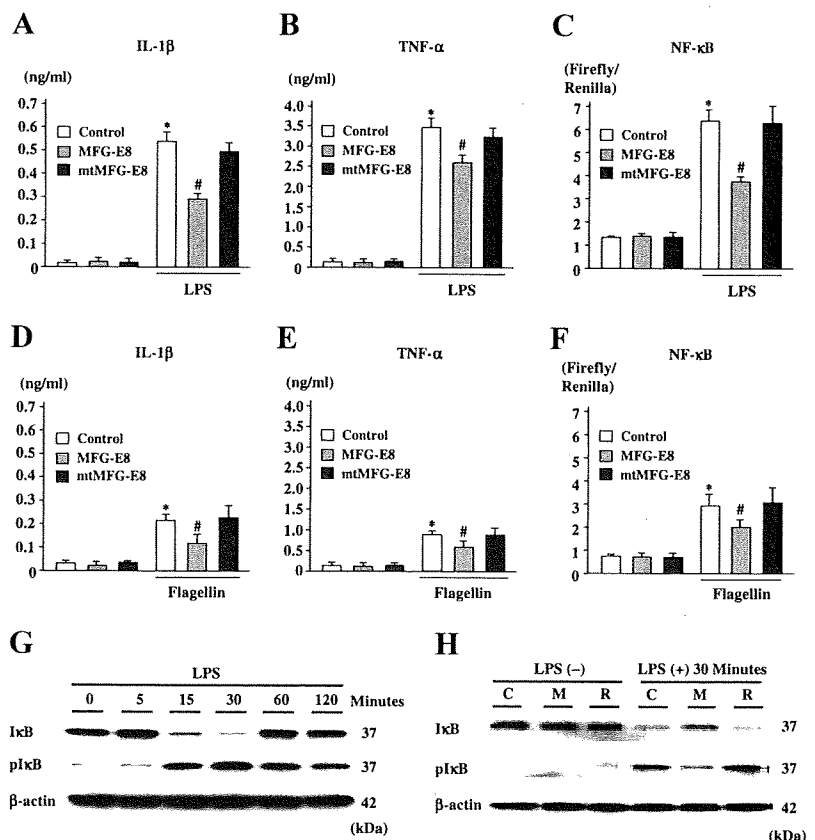 A
IL-1β
(ng/ml)
0.7
0.6
0.5
0.4
0.3
0.2
0.1
0
Control
MFG-E8
mtMFG-E8
*
#
LPS
B
TNF-α
(ng/ml)
4.0
3.5
3.0
2.5
2.0
1.5
1.0
0.5
0
Control
MFG-E8
mtMFG-E8
*
#
LPS
C
NF-κB
(Firefly/
Renilla)
7
6
5
4
3
2
1
0
Control
MFG-E8
mtMFG-E8
*
#
LPS
D
IL-1β
(ng/ml)
0.7
0.6
0.5
0.4
0.3
0.2
0.1
0
Control
MFG-E8
mtMFG-E8
*
#
Flagellin
E
TNF-α
(ng/ml)
4.0
3.5
3.0
2.5
2.0
1.5
1.0
0.5
0
Control
MFG-E8
mtMFG-E8
*
#
Flagellin
F
NF-κB
(Firefly/
Renilla)
7
6
5
4
3
2
1
0
Control
MFG-E8
mtMFG-E8
*
#
Flagellin
G
LPS
0 5 15 30 60 120 Minutes
IκB 37
pIκB 37
β-actin 42
(kDa)
H
LPS (−) LPS (+) 30 Minutes
C M R C M R
IκB 37
pIκB 37
β-actin 42
(kDa)